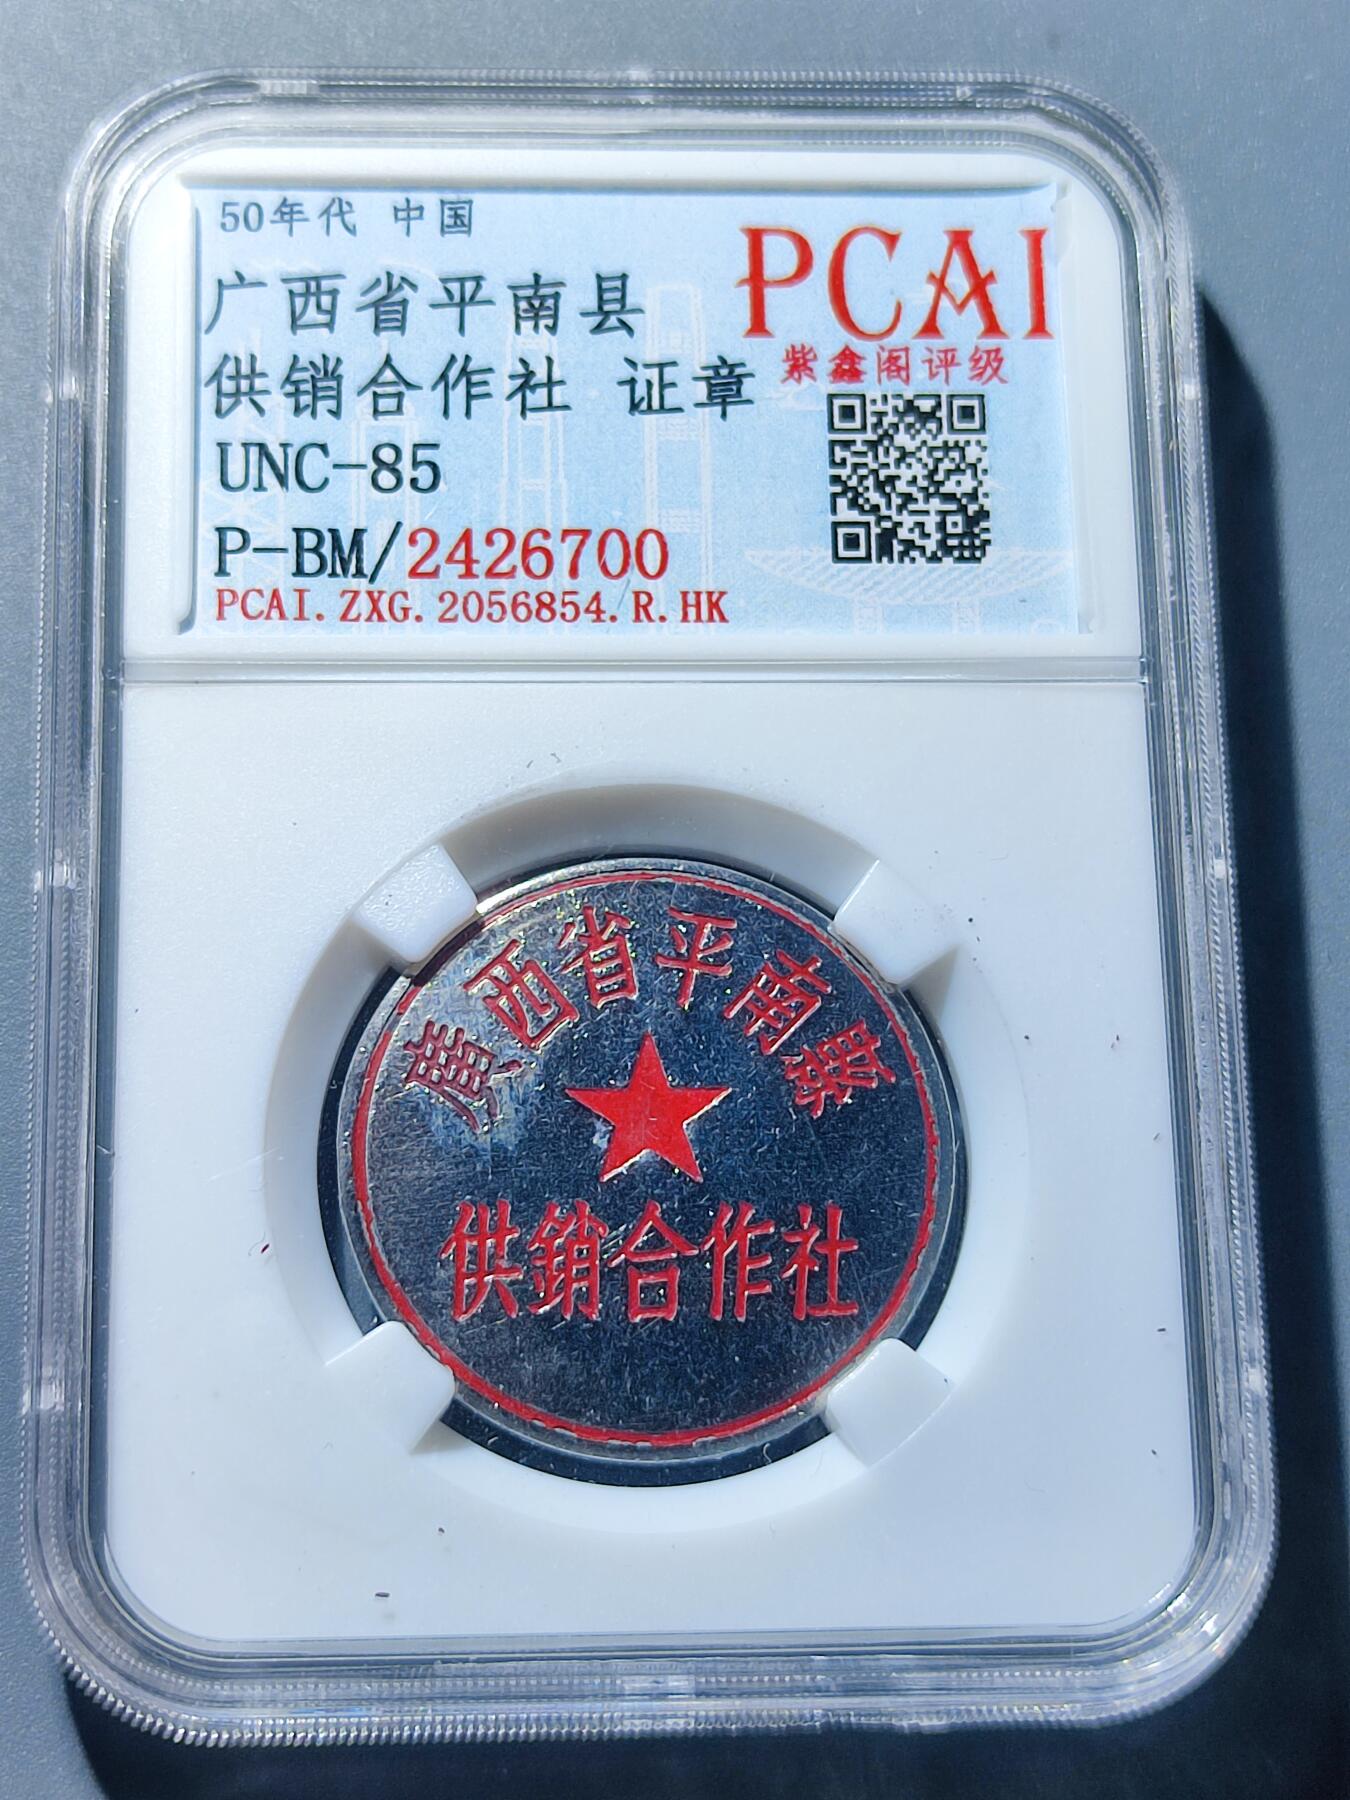 50年代 中国
广西省平南县
供销合作社 证章
UNC-85
P-BM/2426700
PCAI.ZXG.2056854.R.HK
PCAI
紫鑫阁评级
廣西省平南縣
供銷合作社